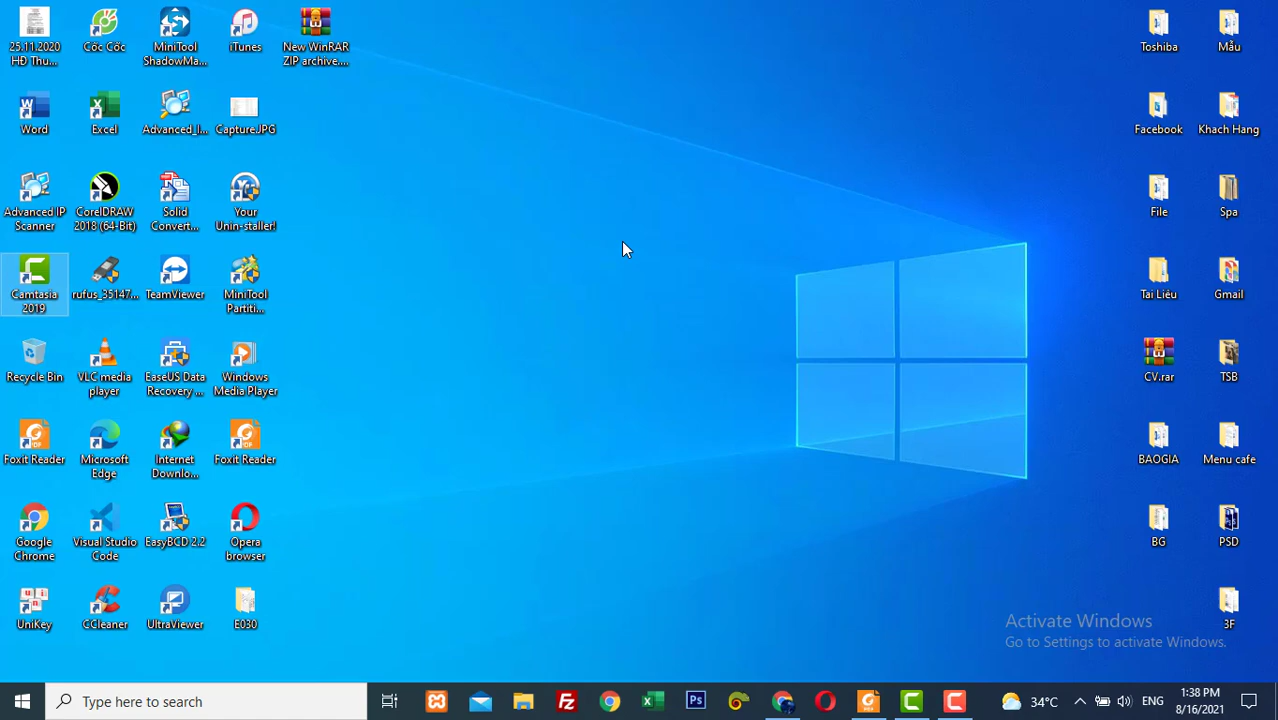 25.11.2020
HĐ Thu...
Cốc Cốc
MiniTool
ShadowMa...
iTunes
New WinRAR
ZIP archive....
Toshiba
Mẫu
Word
Excel
Advanced_I...
Capture.JPG
Facebook
Khach Hang
Advanced IP
Scanner
CorelDRAW
2018 (64-Bit)
Solid
Convert...
Your
Unin-staller!
File
Spa
Camtasia
2019
rufus_35147...
TeamViewer
MiniTool
Partiti...
Tai Liêu
Gmail
Recycle Bin
VLC media
player
EaseUS Data
Recovery ...
Windows
Media Player
CV.rar
TSB
Foxit Reader
Microsoft
Edge
Internet
Downlo...
Foxit Reader
BAOGIA
Menu cafe
Google
Chrome
Visual Studio
Code
EasyBCD 2.2
Opera
browser
BG
PSD
UniKey
CCleaner
UltraViewer
E030
3F
Activate Windows
Go to Settings to activate Windows.
Type here to search
34°C
ENG
1:38 PM
8/16/2021